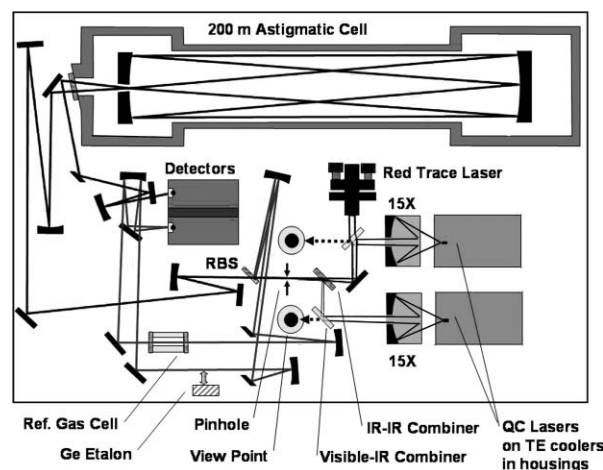 200 m Astigmatic Cell
Detectors
Red Trace Laser
15X
RBS
15X
Ref. Gas Cell
Pinhole
IR-IR Combiner
QC Lasers
on TE coolers
in housings
Ge Etalon
View Point
Visible-IR Combiner